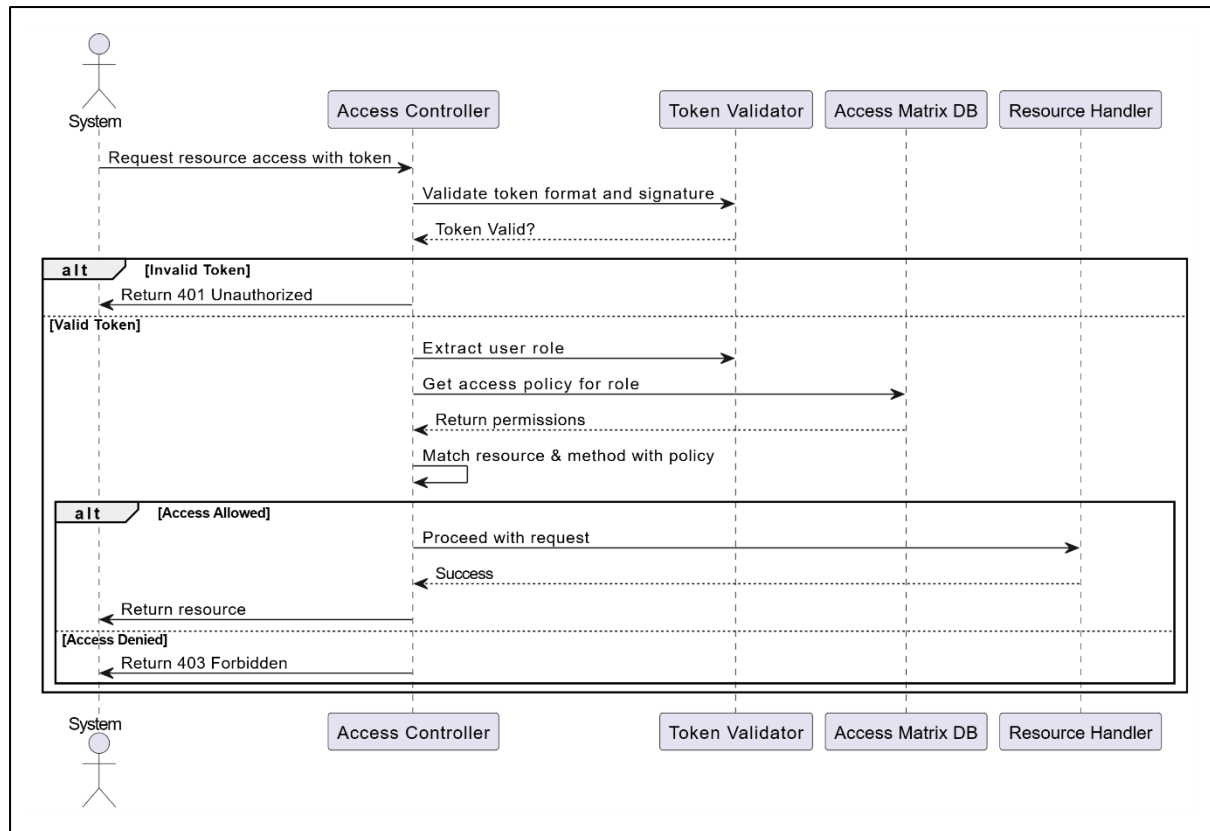 System
Access Controller
Token Validator
Access Matrix DB
Resource Handler
Request resource access with token
Validate token format and signature
Token Valid?
alt
[Invalid Token]
Return 401 Unauthorized
[Valid Token]
Extract user role
Get access policy for role
Return permissions
Match resource & method with policy
alt
[Access Allowed]
Proceed with request
Success
Return resource
[Access Denied]
Return 403 Forbidden
System
Access Controller
Token Validator
Access Matrix DB
Resource Handler